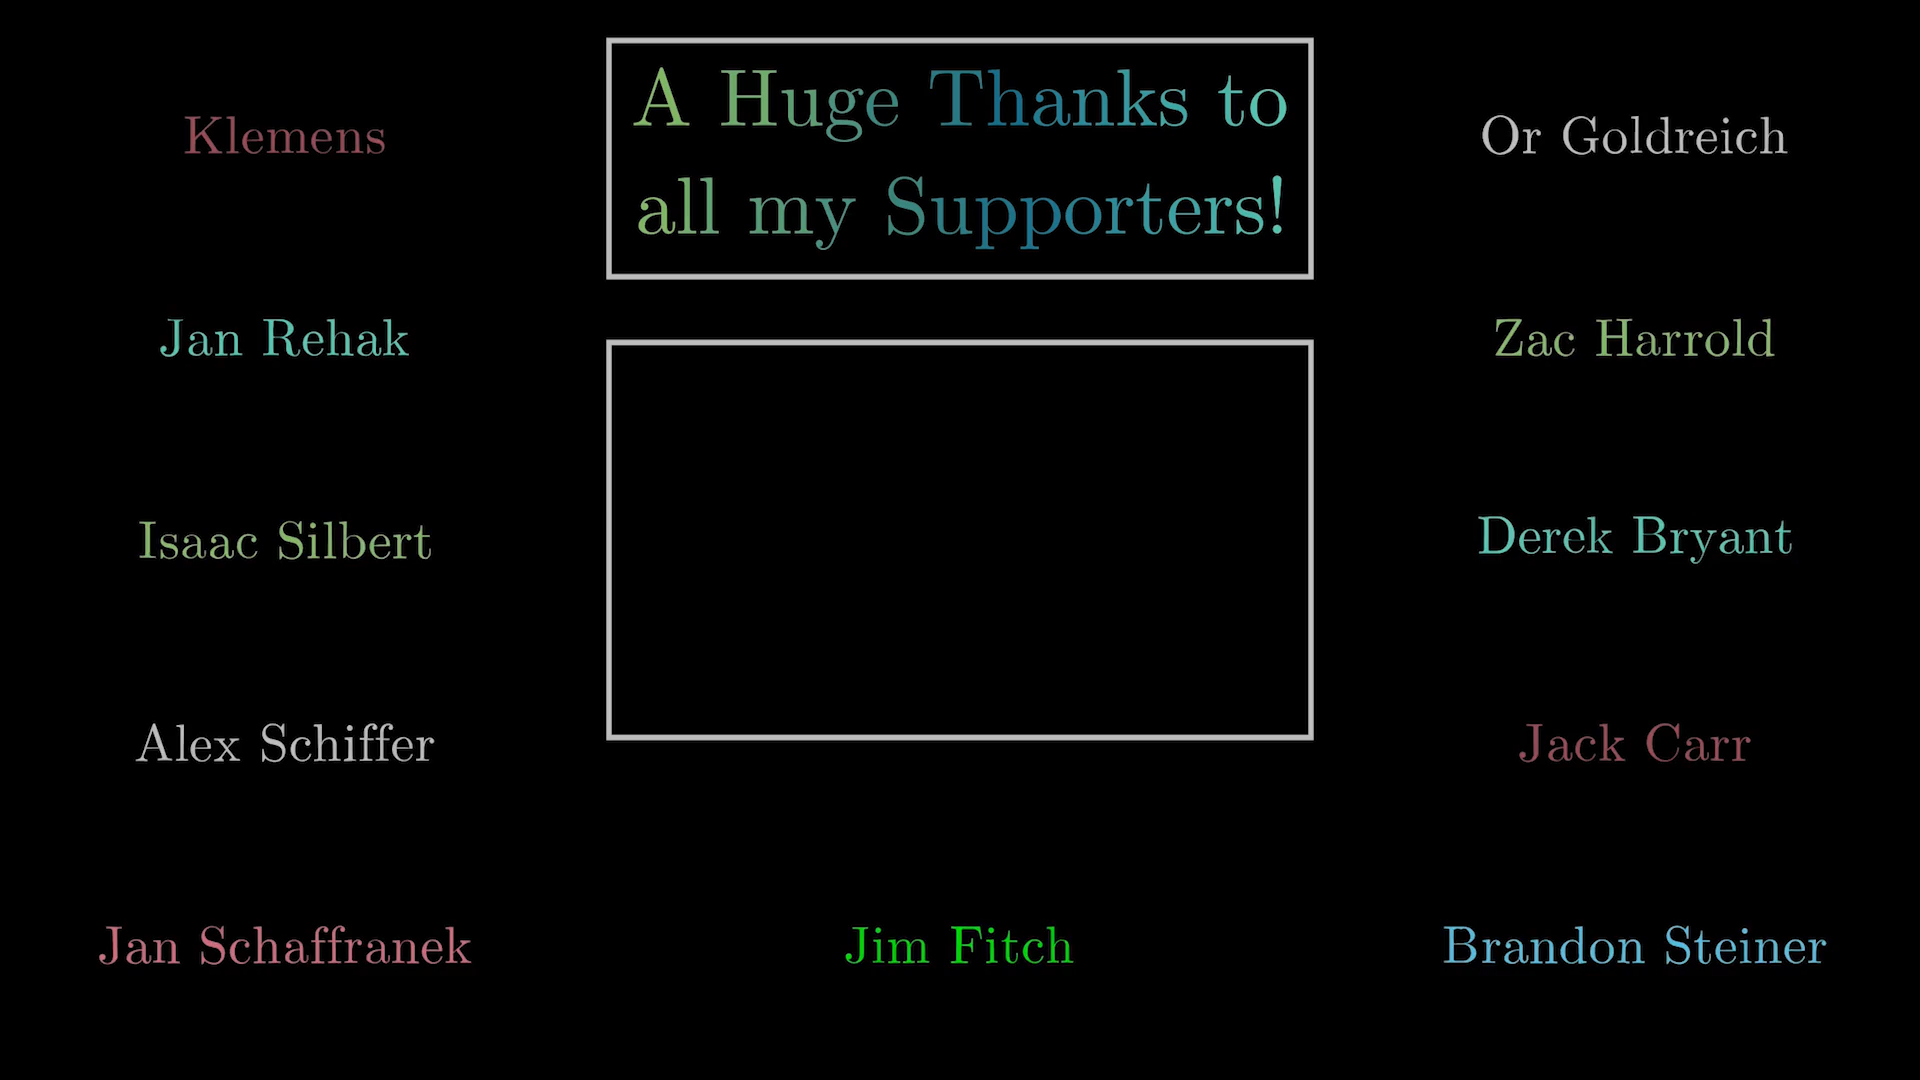 A Huge Thanks to
all my Supporters!
Klemens
Or Goldreich
Jan Rehak
Zac Harrold
Isaac Silbert
Derek Bryant
Alex Schiffer
Jack Carr
Jan Schaffranek
Jim Fitch
Brandon Steiner